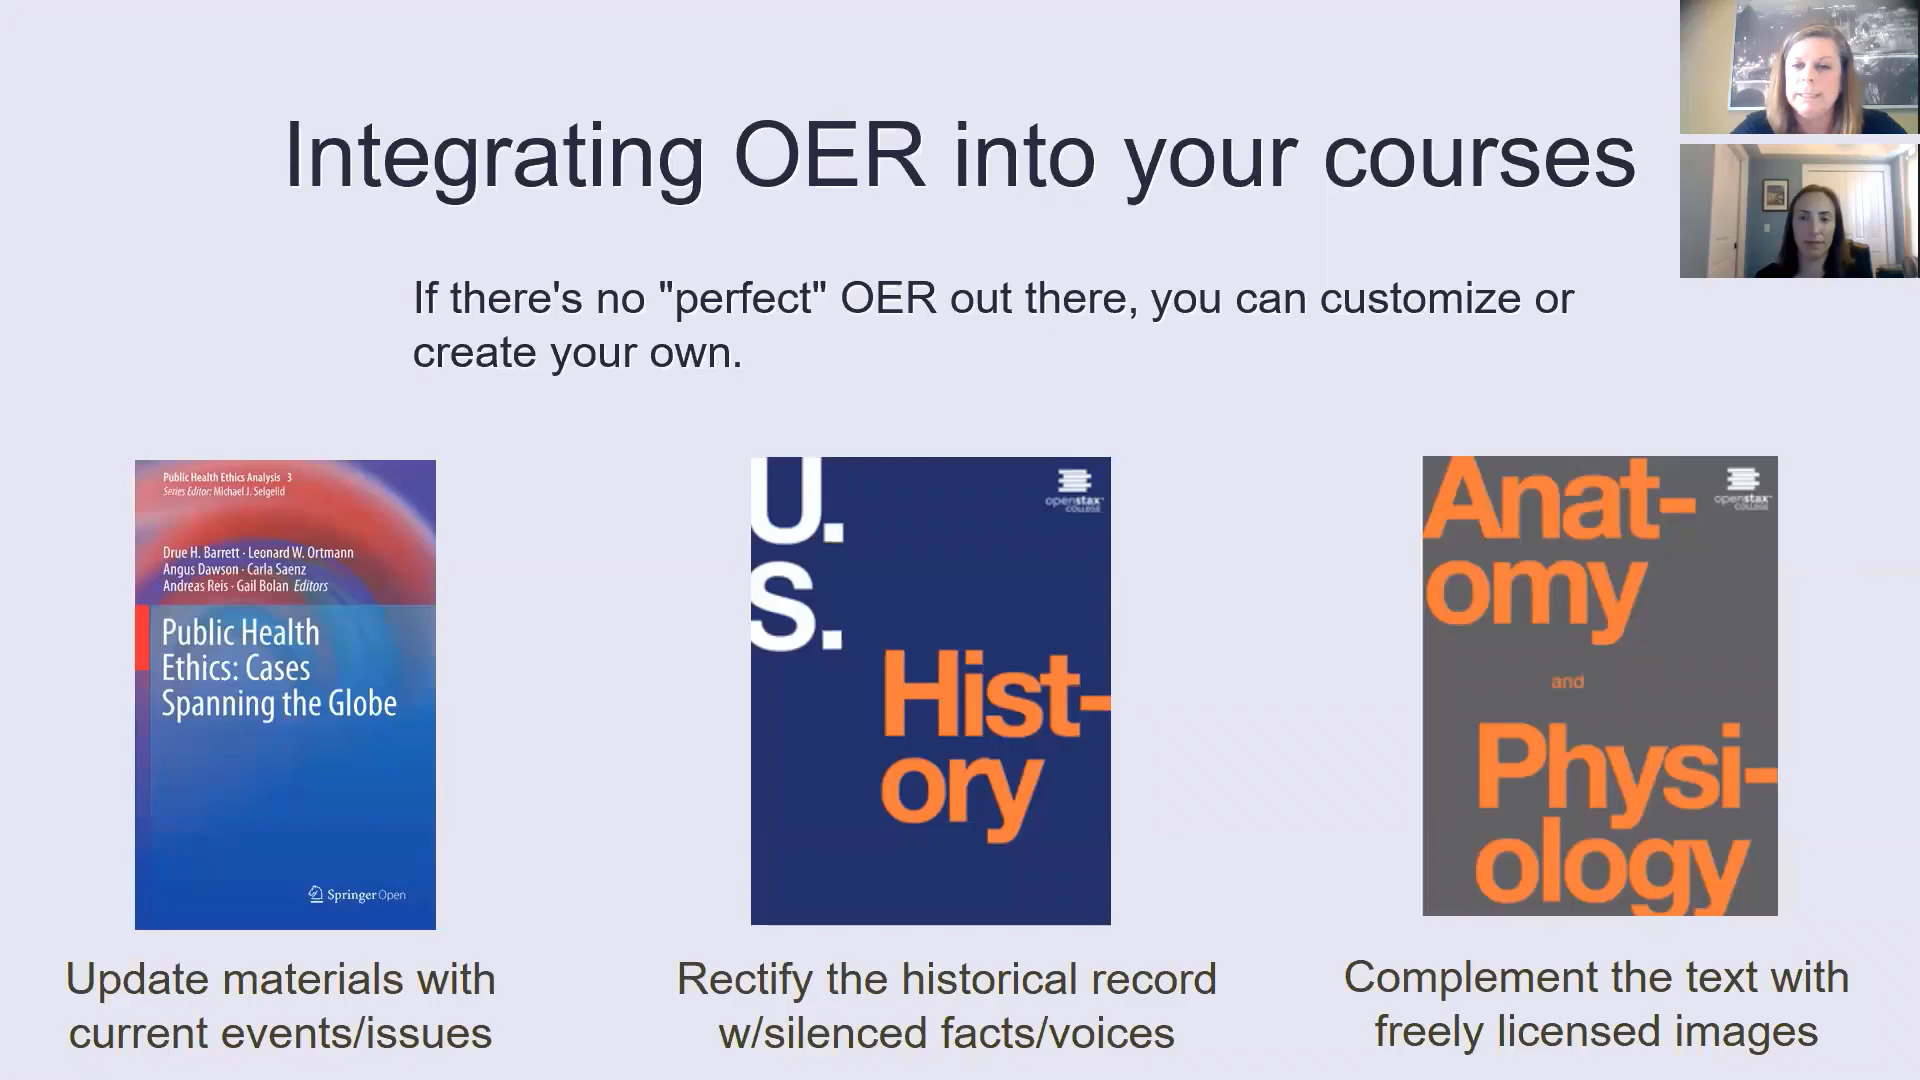 Integrating OER into your courses
If there's no "perfect" OER out there, you can customize or
create your own.
Public Health Ethics Analysis 3
Series Editor: Michael J. Selgelid
Drue H. Barrett · Leonard W. Ortmann
Angus Dawson · Carla Saenz
Andreas Reis · Gail Bolan Editors
Public Health
Ethics: Cases
Spanning the Globe
Springer Open
Update materials with
current events/issues
U.
S.
openstax™
COLLEGE
Hist-
ory
Rectify the historical record
w/silenced facts/voices
Anat-
omy
openstax™
COLLEGE
and
Physi-
ology
Complement the text with
freely licensed images